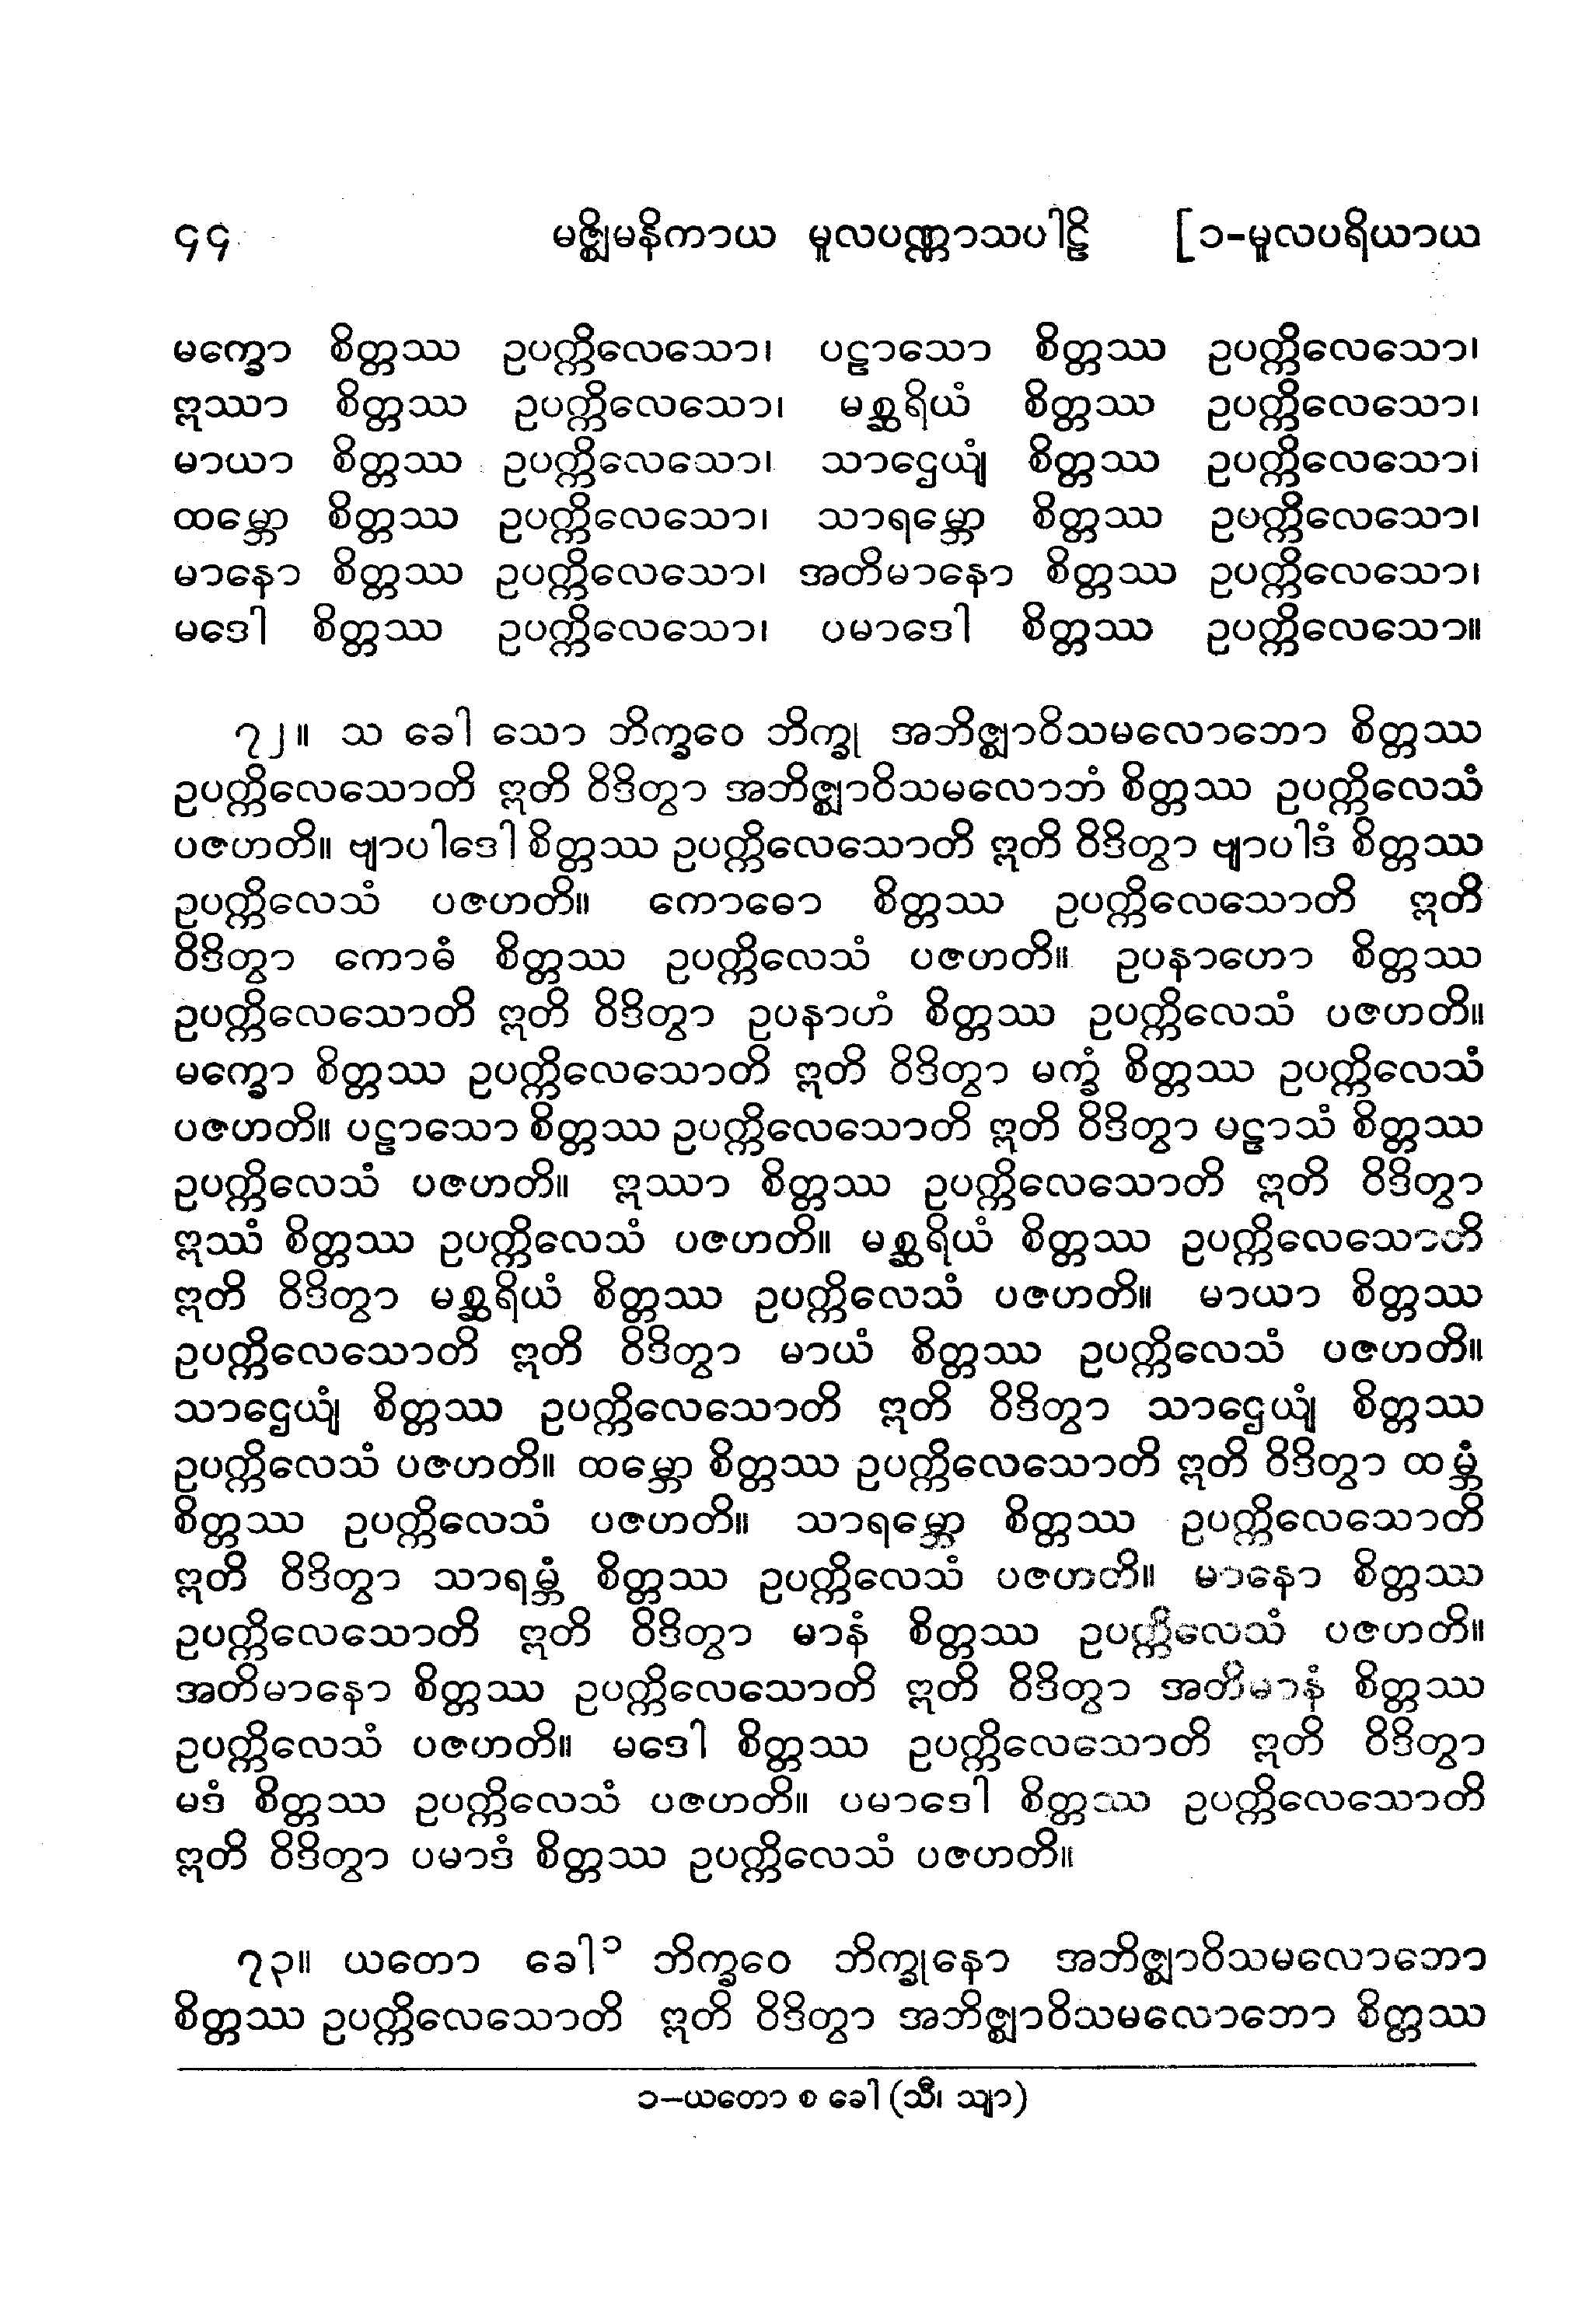 ၄၄ မဇ္ဈိမနိကာယ မူလပဏ္ဏာသပါဠိ [၁-မူလပရိယာယ
မက္ခော စိတ္တဿ ဥပက္ကိလေသော၊ ပဠာသော စိတ္တဿ ဥပက္ကိလေသော၊
ဣဿာ စိတ္တဿ ဥပက္ကိလေသော၊ မစ္ဆရိယံ စိတ္တဿ ဥပက္ကိလေသော၊
မာယာ စိတ္တဿ ဥပက္ကိလေသော၊ သာဌေယျံ စိတ္တဿ ဥပက္ကိလေသော၊
ထမ္ဘော စိတ္တဿ ဥပက္ကိလေသော၊ သာရမ္ဘော စိတ္တဿ ဥပက္ကိလေသော၊
မာနော စိတ္တဿ ဥပက္ကိလေသော၊ အတိမာနော စိတ္တဿ ဥပက္ကိလေသော၊
မဒေါ စိတ္တဿ ဥပက္ကိလေသော၊ ပမာဒေါ စိတ္တဿ ဥပက္ကိလေသော။
၇၂။ သ ခေါ သော ဘိက္ခဝေ ဘိက္ခု အဘိဇ္ဈာဝိသမလောဘော စိတ္တဿ
ဥပက္ကိလေသောတိ ဣတိ ဝိဒိတွာ အဘိဇ္ဈာဝိသမလောဘံ စိတ္တဿ ဥပက္ကိလေသံ
ပဇဟတိ။ ဗျာပါဒေါ စိတ္တဿ ဥပက္ကိလေသောတိ ဣတိ ဝိဒိတွာ ဗျာပါဒံ စိတ္တဿ
ဥပက္ကိလေသံ ပဇဟတိ။ ကောဓော စိတ္တဿ ဥပက္ကိလေသောတိ ဣတိ
ဝိဒိတွာ ကောဓံ စိတ္တဿ ဥပက္ကိလေသံ ပဇဟတိ။ ဥပနာဟော စိတ္တဿ
ဥပက္ကိလေသောတိ ဣတိ ဝိဒိတွာ ဥပနာဟံ စိတ္တဿ ဥပက္ကိလေသံ ပဇဟတိ။
မက္ခော စိတ္တဿ ဥပက္ကိလေသောတိ ဣတိ ဝိဒိတွာ မက္ခံ စိတ္တဿ ဥပက္ကိလေသံ
ပဇဟတိ။ ပဠာသော စိတ္တဿ ဥပက္ကိလေသောတိ ဣတိ ဝိဒိတွာ မဠာသံ စိတ္တဿ
ဥပက္ကိလေသံ ပဇဟတိ။ ဣဿာ စိတ္တဿ ဥပက္ကိလေသောတိ ဣတိ ဝိဒိတွာ
ဣဿံ စိတ္တဿ ဥပက္ကိလေသံ ပဇဟတိ။ မစ္ဆရိယံ စိတ္တဿ ဥပက္ကိလေသောတိ
ဣတိ ဝိဒိတွာ မစ္ဆရိယံ စိတ္တဿ ဥပက္ကိလေသံ ပဇဟတိ။ မာယာ စိတ္တဿ
ဥပက္ကိလေသောတိ ဣတိ ဝိဒိတွာ မာယံ စိတ္တဿ ဥပက္ကိလေသံ ပဇဟတိ။
သာဌေယျံ စိတ္တဿ ဥပက္ကိလေသောတိ ဣတိ ဝိဒိတွာ သာဌေယျံ စိတ္တဿ
ဥပက္ကိလေသံ ပဇဟတိ။ ထမ္ဘော စိတ္တဿ ဥပက္ကိလေသောတိ ဣတိ ဝိဒိတွာ ထမ္ဘံ
စိတ္တဿ ဥပက္ကိလေသံ ပဇဟတိ။ သာရမ္ဘော စိတ္တဿ ဥပက္ကိလေသောတိ
ဣတိ ဝိဒိတွာ သာရမ္ဘံ စိတ္တဿ ဥပက္ကိလေသံ ပဇဟတိ။ မာနော စိတ္တဿ
ဥပက္ကိလေသောတိ ဣတိ ဝိဒိတွာ မာနံ စိတ္တဿ ဥပက္ကိလေသံ ပဇဟတိ။
အတိမာနော စိတ္တဿ ဥပက္ကိလေသောတိ ဣတိ ဝိဒိတွာ အတိမာနံ စိတ္တဿ
ဥပက္ကိလေသံ ပဇဟတိ။ မဒေါ စိတ္တဿ ဥပက္ကိလေသောတိ ဣတိ ဝိဒိတွာ
မဒံ စိတ္တဿ ဥပက္ကိလေသံ ပဇဟတိ။ ပမာဒေါ စိတ္တဿ ဥပက္ကိလေသောတိ
ဣတိ ဝိဒိတွာ ပမာဒံ စိတ္တဿ ဥပက္ကိလေသံ ပဇဟတိ။
၇၃။ ယတော ခေါ၁ ဘိက္ခဝေ ဘိက္ခုနော အဘိဇ္ဈာဝိသမလောဘော
စိတ္တဿ ဥပက္ကိလေသောတိ ဣတိ ဝိဒိတွာ အဘိဇ္ဈာဝိသမလောဘော စိတ္တဿ
၁–ယတော စ ခေါ (သီ၊ သျာ)